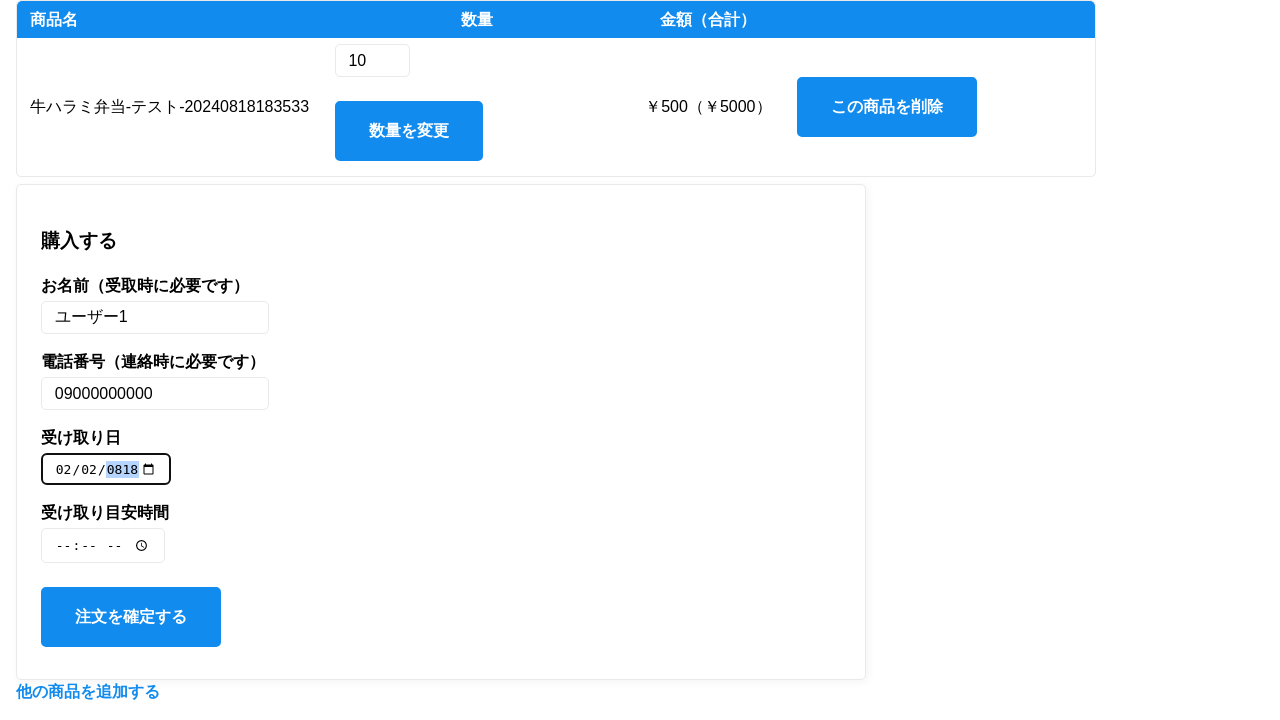 商品名 数量 金額（合計）
10
牛ハラミ弁当-テスト-20240818183533 ￥500（￥5000） この商品を削除
数量を変更
購入する
お名前（受取時に必要です）
ユーザー1
電話番号（連絡時に必要です）
09000000000
受け取り日
02/02/0818
受け取り目安時間
--:-- --
注文を確定する
他の商品を追加する